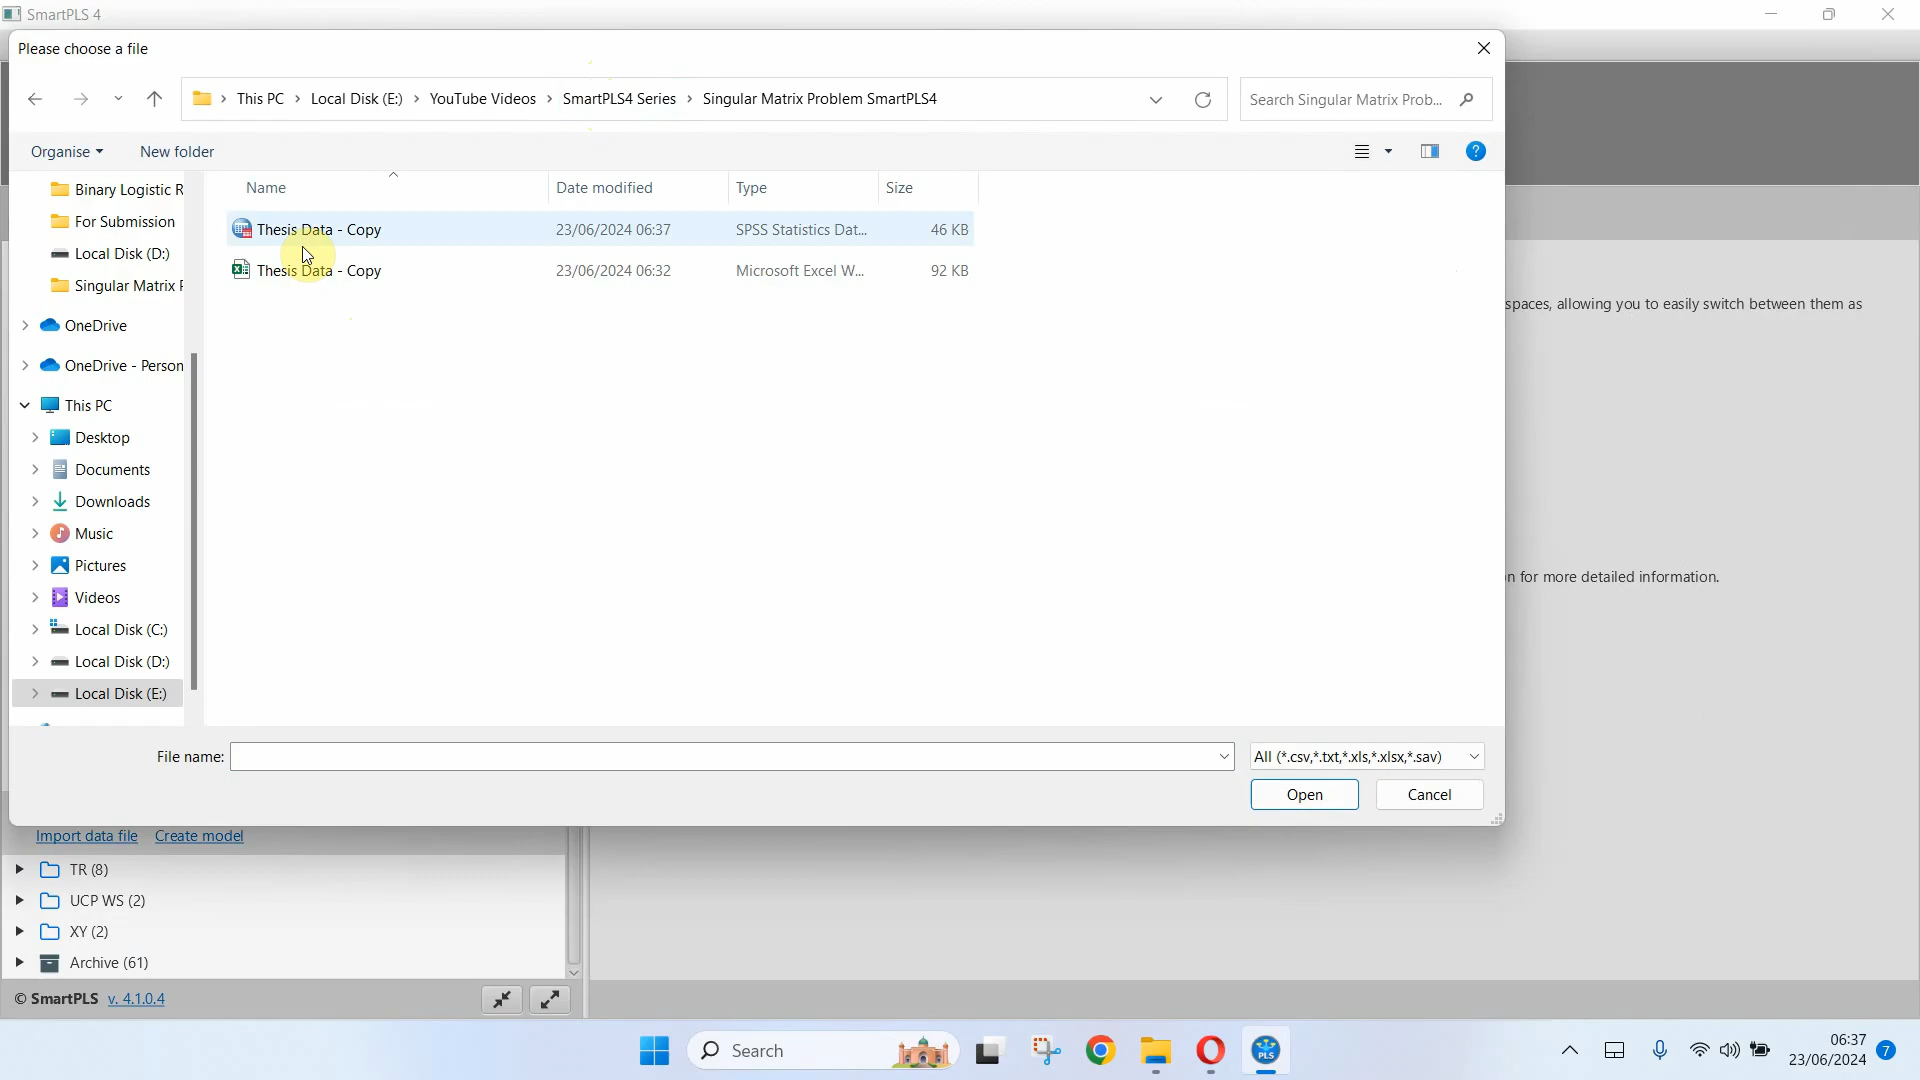 SmartPLS 4
Please choose a file
This PC > Local Disk (E:) > YouTube Videos > SmartPLS4 Series > Singular Matrix Problem SmartPLS4
Search Singular Matrix Prob...
Organise New folder
Name Date modified Type Size
Binary Logistic R
For Submission
Local Disk (D:)
Singular Matrix P
OneDrive
OneDrive - Person
This PC
Desktop
Documents
Downloads
Music
Pictures
Videos
Local Disk (C:)
Local Disk (D:)
Local Disk (E:)
Thesis Data - Copy 23/06/2024 06:37 SPSS Statistics Dat... 46 KB
Thesis Data - Copy 23/06/2024 06:32 Microsoft Excel W... 92 KB
spaces, allowing you to easily switch between them as
n for more detailed information.
File name:
All (*.csv,*.txt,*.xls,*.xlsx,*.sav)
Open Cancel
Import data file Create model
TR (8)
UCP WS (2)
XY (2)
Archive (61)
© SmartPLS v. 4.1.0.4
Search
PLS
06:37
23/06/2024
7